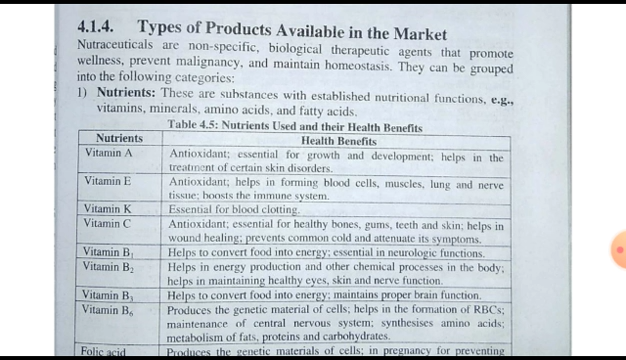 4.1.4. Types of Products Available in the Market
Nutraceuticals are non-specific, biological therapeutic agents that promote
wellness, prevent malignancy, and maintain homeostasis. They can be grouped
into the following categories:
1) Nutrients: These are substances with established nutritional functions, e.g.,
vitamins, minerals, amino acids, and fatty acids.
Table 4.5: Nutrients Used and their Health Benefits
Nutrients Health Benefits
Vitamin A Antioxidant; essential for growth and development; helps in the
treatment of certain skin disorders.
Vitamin E Antioxidant; helps in forming blood cells, muscles, lung and nerve
tissue; boosts the immune system.
Vitamin K Essential for blood clotting.
Vitamin C Antioxidant; essential for healthy bones, gums, teeth and skin; helps in
wound healing; prevents common cold and attenuate its symptoms.
Vitamin B₁ Helps to convert food into energy; essential in neurologic functions.
Vitamin B₂ Helps in energy production and other chemical processes in the body;
helps in maintaining healthy eyes, skin and nerve function.
Vitamin B₃ Helps to convert food into energy; maintains proper brain function.
Vitamin B₆ Produces the genetic material of cells; helps in the formation of RBCs;
maintenance of central nervous system; synthesises amino acids;
metabolism of fats, proteins and carbohydrates.
Folic acid Produces the genetic materials of cells; in pregnancy for preventing